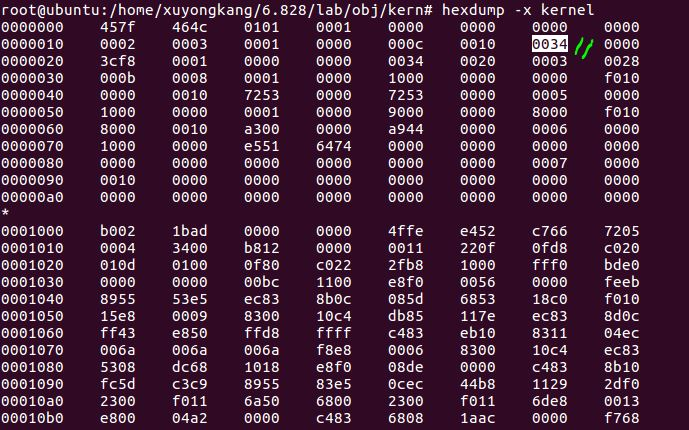 root@ubuntu:/home/xuyongkang/6.828/lab/obj/kern# hexdump -x kernel
0000000 457f 464c 0101 0001 0000 0000 0000 0000
0000010 0002 0003 0001 0000 000c 0010 0034 0000
0000020 3cf8 0001 0000 0000 0034 0020 0003 0028
0000030 000b 0008 0001 0000 1000 0000 0000 f010
0000040 0000 0010 7253 0000 7253 0000 0005 0000
0000050 1000 0000 0001 0000 9000 0000 8000 f010
0000060 8000 0010 a300 0000 a944 0000 0006 0000
0000070 1000 0000 e551 6474 0000 0000 0000 0000
0000080 0000 0000 0000 0000 0000 0000 0007 0000
0000090 0010 0000 0000 0000 0000 0000 0000 0000
00000a0 0000 0000 0000 0000 0000 0000 0000 0000
*
0001000 b002 1bad 0000 0000 4ffe e452 c766 7205
0001010 0004 3400 b812 0000 0011 220f 0fd8 c020
0001020 010d 0100 0f80 c022 2fb8 1000 fff0 bde0
0001030 0000 0000 00bc 1100 e8f0 0056 0000 feeb
0001040 8955 53e5 ec83 8b0c 085d 6853 18c0 f010
0001050 15e8 0009 8300 10c4 db85 117e ec83 8d0c
0001060 ff43 e850 ffd8 ffff c483 eb10 8311 04ec
0001070 006a 006a 006a f8e8 0006 8300 10c4 ec83
0001080 5308 dc68 1018 e8f0 08de 0000 c483 8b10
0001090 fc5d c3c9 8955 83e5 0cec 44b8 1129 2df0
00010a0 2300 f011 6a50 6800 2300 f011 6de8 0013
00010b0 e800 04a2 0000 c483 6808 1aac 0000 f768